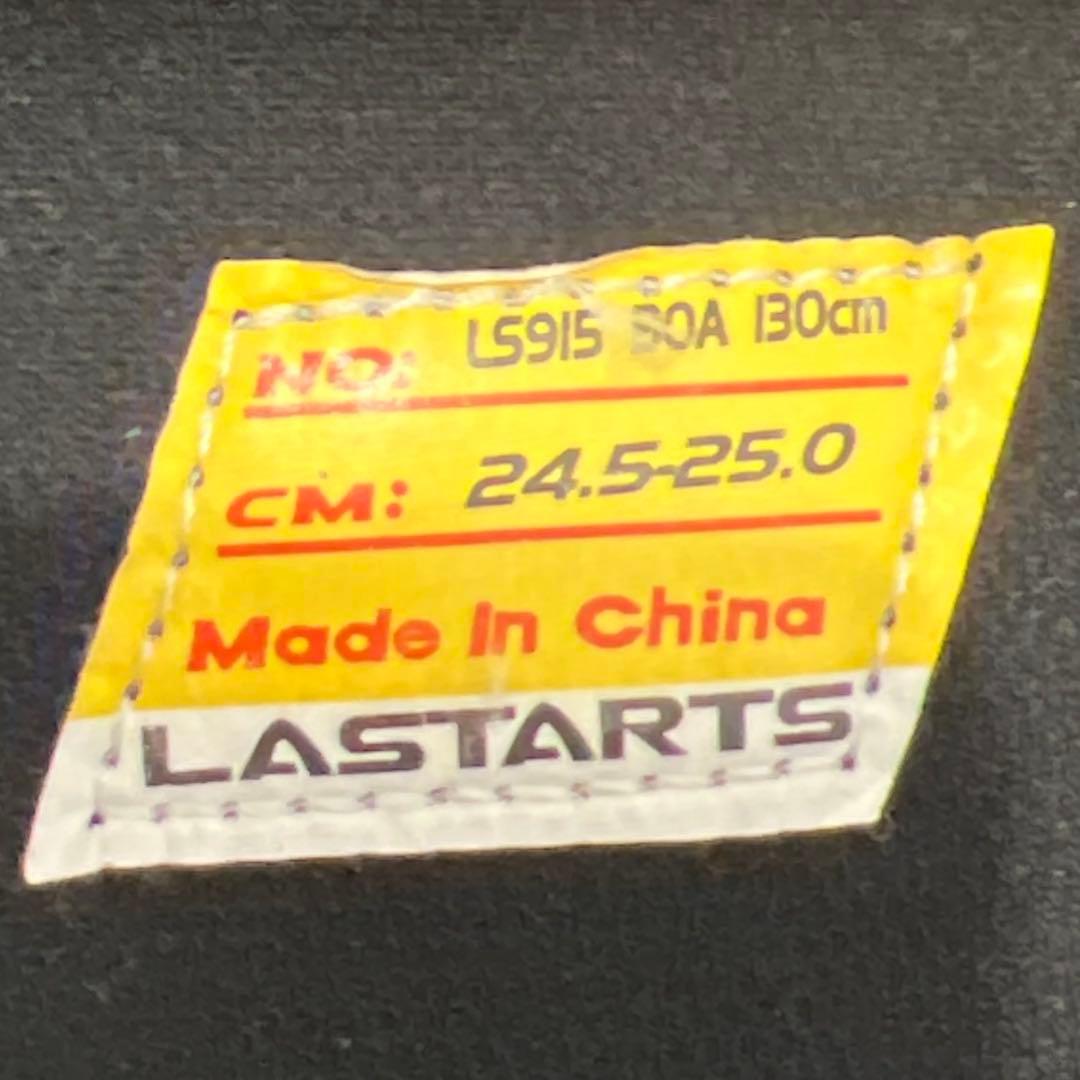 NO: LS915 BOA 130cm
CM: 24.5-25.0
Made In China
LASTARTS